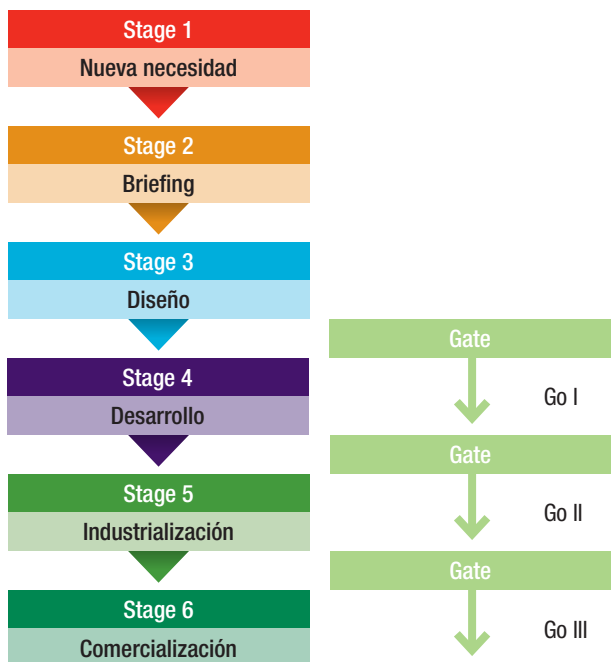 Stage 1
Nueva necesidad
Stage 2
Briefing
Stage 3
Diseño
Gate
Go I
Stage 4
Desarrollo
Gate
Go II
Stage 5
Industrialización
Gate
Go III
Stage 6
Comercialización